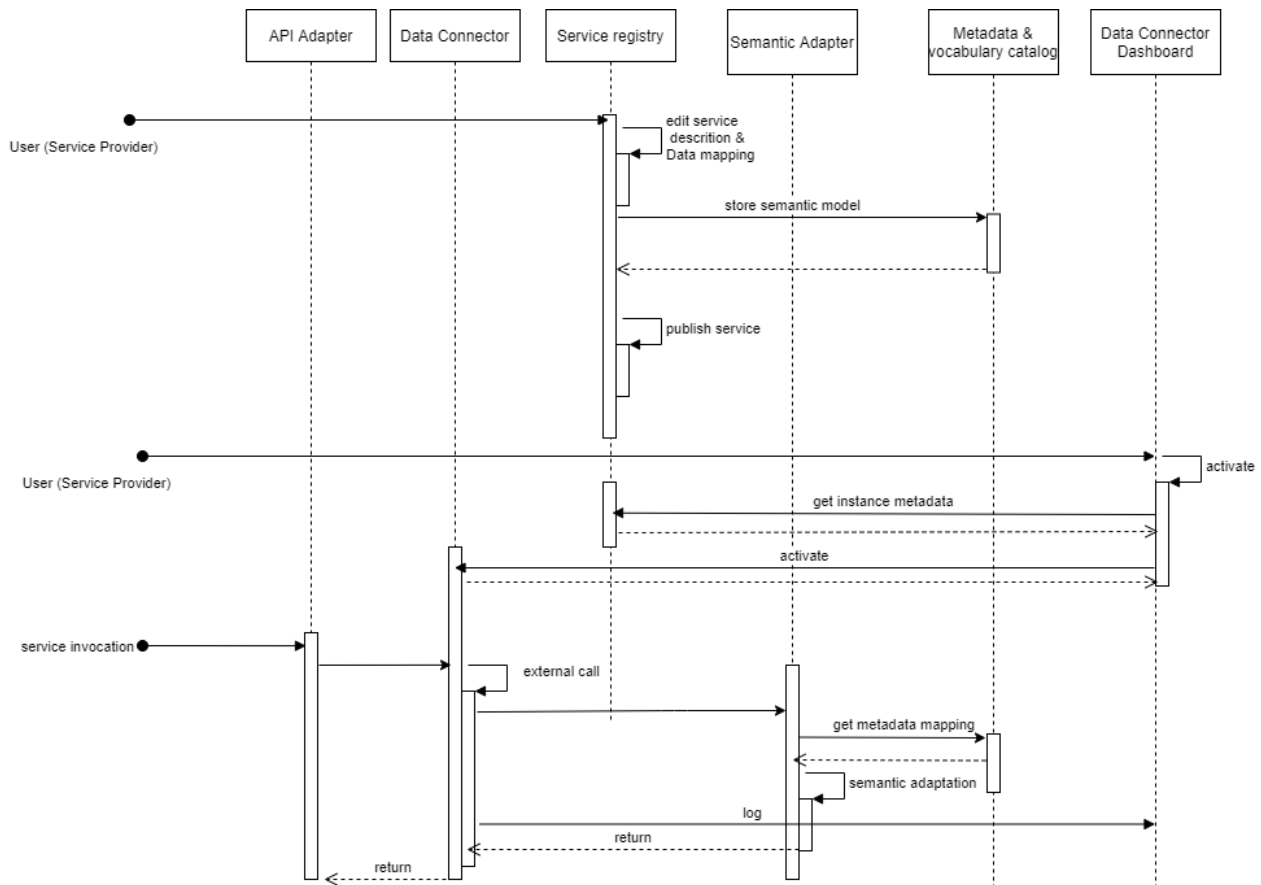 API Adapter
Data Connector
Service registry
Semantic Adapter
Metadata &
vocabulary catalog
Data Connector
Dashboard
User (Service Provider)
edit service
descrition &
Data mapping
store semantic model
publish service
User (Service Provider)
activate
get instance metadata
activate
service invocation
external call
get metadata mapping
semantic adaptation
log
return
return